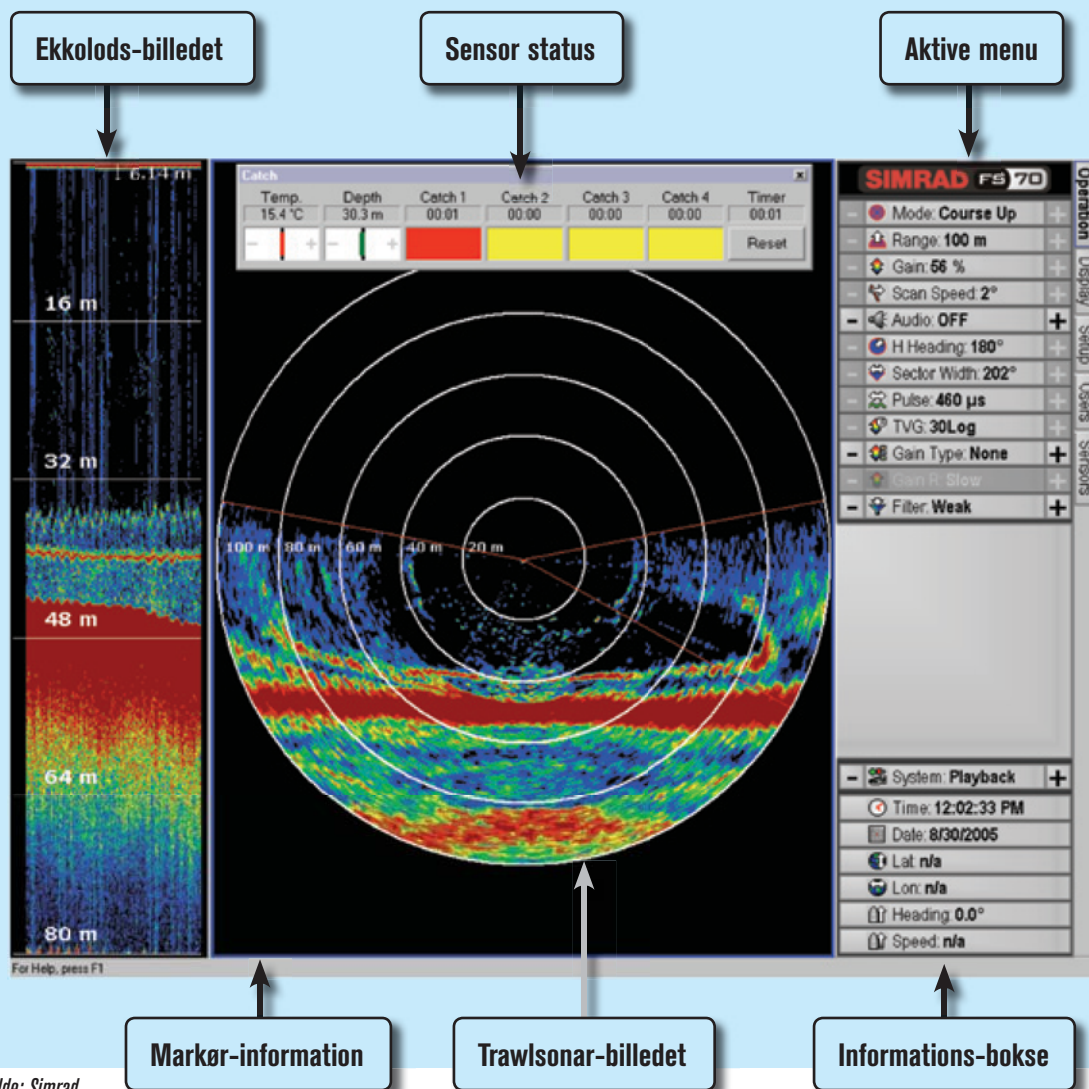 Ekkolods-billedet
Sensor status
Aktive menu
6.14 m
16 m
32 m
48 m
64 m
80 m
For Help, press F1
Catch
Temp. Depth Catch 1 Catch 2 Catch 3 Catch 4 Timer
15.4 °C 30.3 m 00:01 00:00 00:00 00:00 00:01
- + - + Reset
100 m 80 m 60 m 40 m 20 m
SIMRAD FS 70
- Mode: Course Up +
- Range: 100 m +
- Gain: 56 % +
- Scan Speed: 2° +
- Audio: OFF +
- H Heading: 180° +
- Sector Width: 202° +
- Pulse: 460 µs +
- TVG: 30Log +
- Gain Type: None +
- Gain R: Slow +
- Filter: Weak +
Operation
Display
Setup
Users
Sensors
- System: Playback +
Time: 12:02:33 PM
Date: 8/30/2005
Lat: n/a
Lon: n/a
Heading: 0.0°
Speed: n/a
Markør-information
Trawlsonar-billedet
Informations-bokse
Simrad